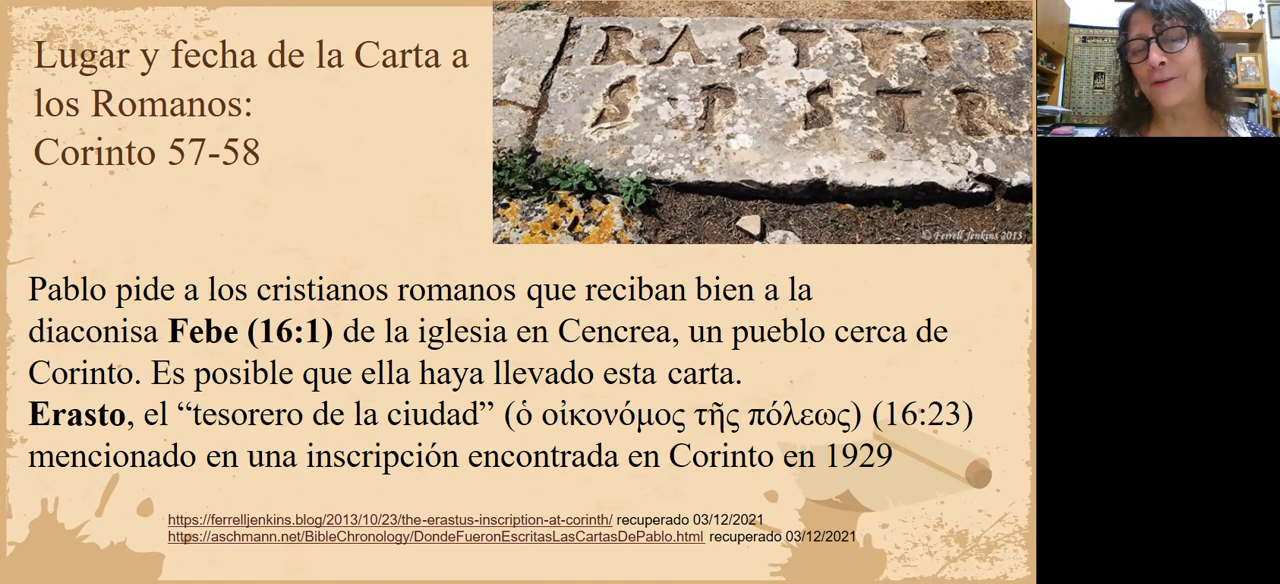 Lugar y fecha de la Carta a
los Romanos:
Corinto 57-58
S P STR
© Ferrell Jenkins 2013
Pablo pide a los cristianos romanos que reciban bien a la
diaconisa Febe (16:1) de la iglesia en Cencrea, un pueblo cerca de
Corinto. Es posible que ella haya llevado esta carta.
Erasto, el “tesorero de la ciudad” (ὁ οἰκονόμος τῆς πόλεως) (16:23)
mencionado en una inscripción encontrada en Corinto en 1929
https://ferrelljenkins.blog/2013/10/23/the-erastus-inscription-at-corinth/ recuperado 03/12/2021
https://aschmann.net/BibleChronology/DondeFueronEscritasLasCartasDePablo.html recuperado 03/12/2021